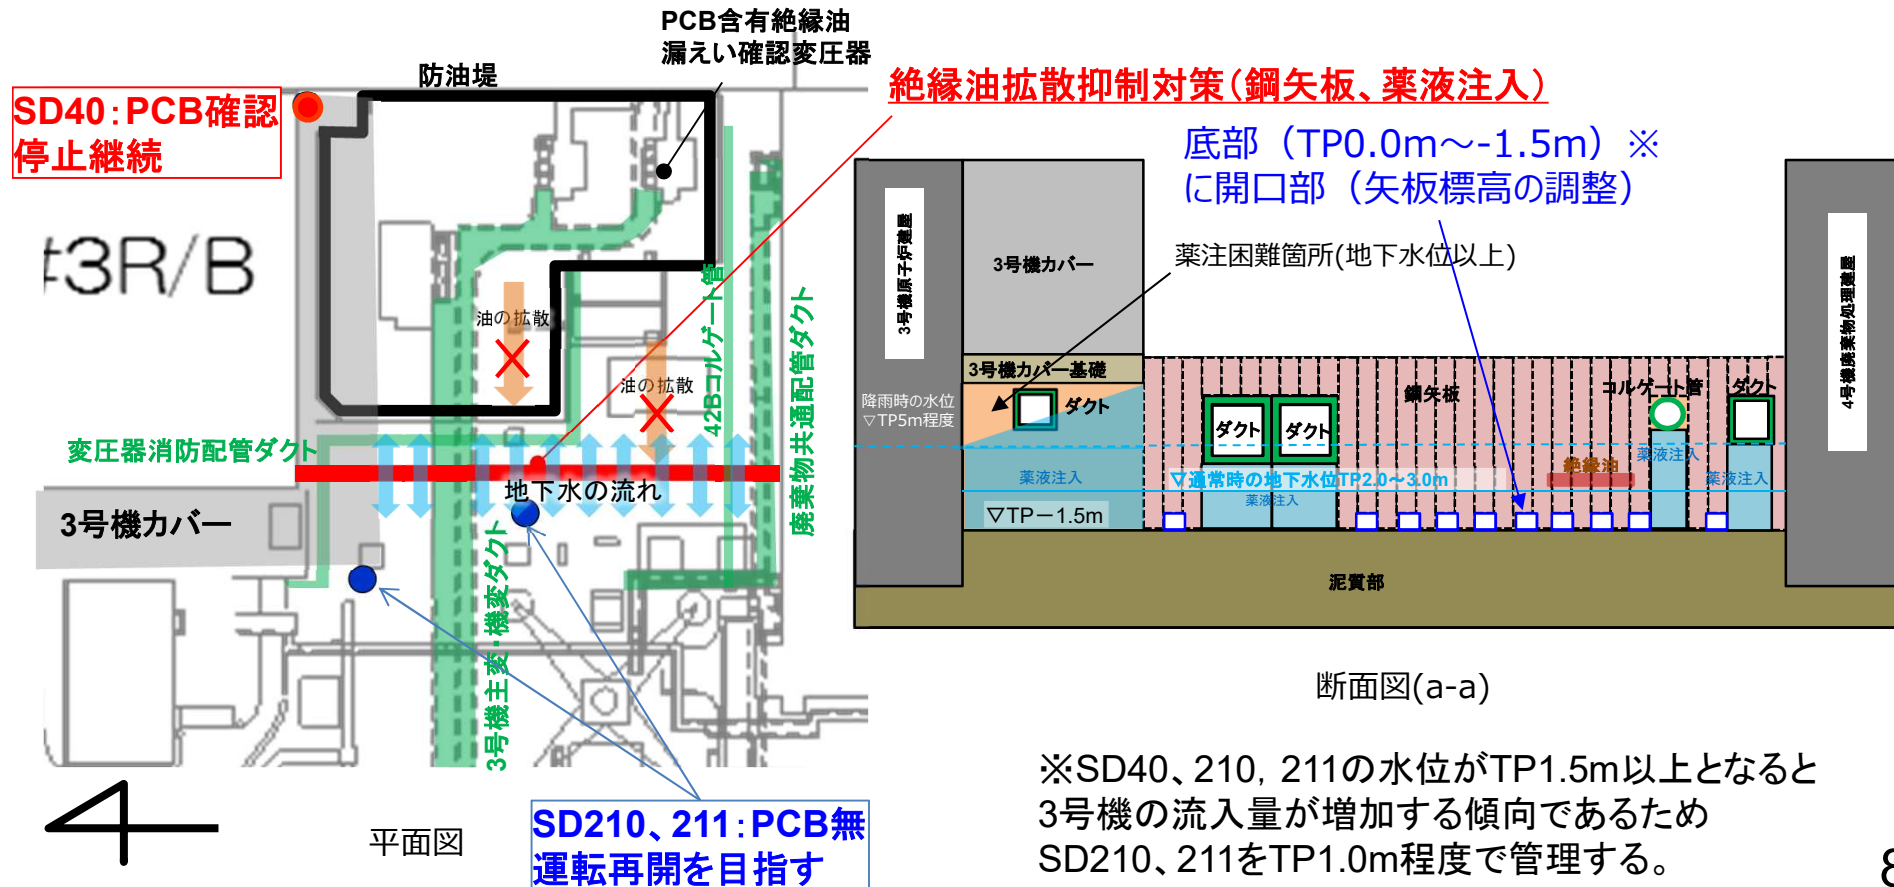 PCB含有絶縁油
漏えい確認変圧器
防油堤
SD40：PCB確認
停止継続
#3R/B
油の拡散
油の拡散
42Bコルゲート管
廃棄物共通配管ダクト
変圧器消防配管ダクト
地下水の流れ
3号機カバー
3号機主変・機変ダクト
平面図
SD210、211：PCB無
運転再開を目指す
絶縁油拡散抑制対策（鋼矢板、薬液注入）
底部（TP0.0m～-1.5m）※
に開口部（矢板標高の調整）
薬注困難箇所(地下水位以上)
3号機原子炉建屋
3号機カバー
3号機カバー基礎
降雨時の水位
▽TP5m程度
ダクト
ダクト
ダクト
鋼矢板
コルゲート管
ダクト
4号機廃棄物処理建屋
薬液注入
▽通常時の地下水位TP2.0～3.0m
薬液注入
絶縁油
薬液注入
薬液注入
▽TP－1.5m
泥質部
断面図(a-a)
※SD40、210, 211の水位がTP1.5m以上となると
3号機の流入量が増加する傾向であるため
SD210、211をTP1.0m程度で管理する。
8